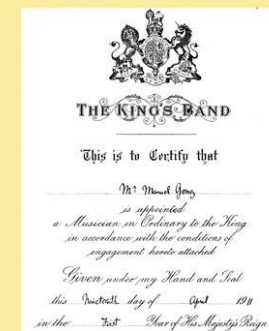 THE KING'S BAND
This is to Certify that
Mr Manuel Gomez
is appointed
a Musician in Ordinary to the King
in accordance with the conditions of
engagement hereto attached
Given under my Hand and Seal
this Nineteenth day of April 1911
in the First Year of His Majesty's Reign